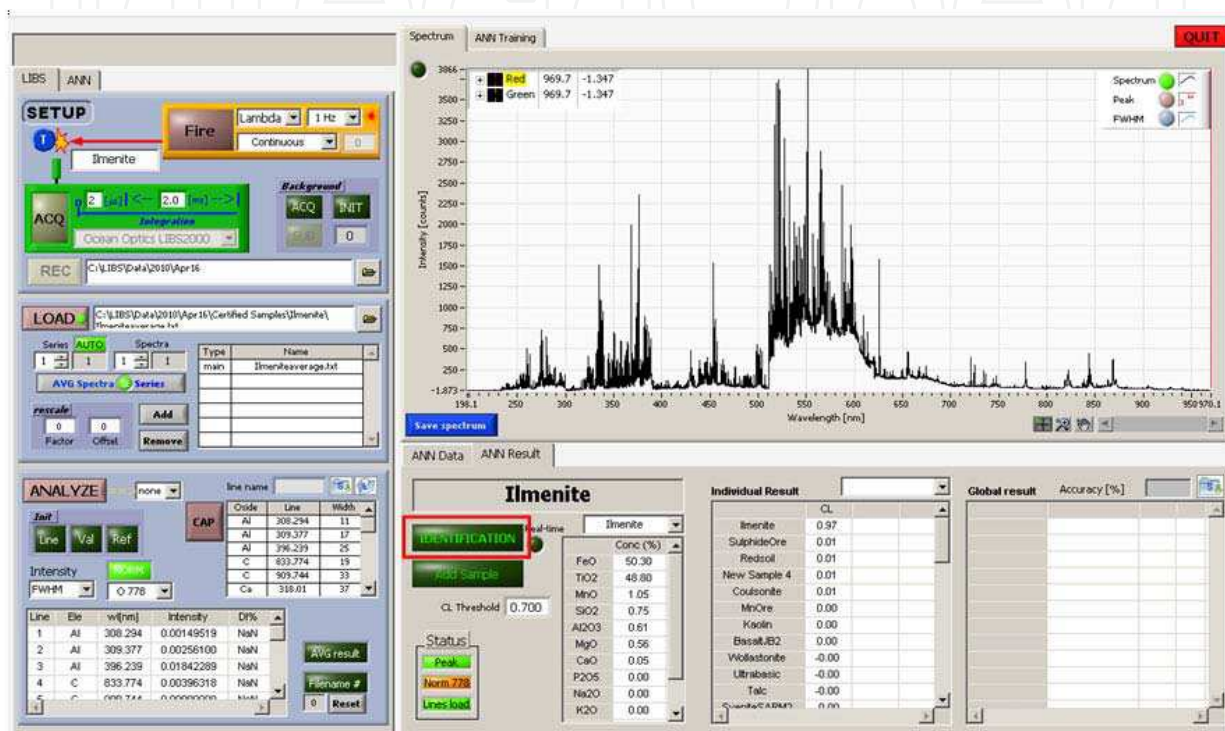 Spectrum ANN Training QUIT
LIBS ANN
SETUP
Fire Lambda 1 Hz
Continuous 0
Ilmenite
ACQ 2 [µs] <-- 2.0 [ms] -->
Integration
Ocean Optics LIBS2000
Background
ACQ INIT
SUB 0
REC C:\LIBS\Data\2010\Apr16
LOAD C:\LIBS\Data\2010\Apr16\Certified Samples\Ilmenite\
Ilmeniteaverage.txt
Series AUTO Spectra
1 1 1 1
AVG Spectra Series
Type Name
main Ilmeniteaverage.txt
rescale
0 0
Factor Offset
Add
Remove
ANALYZE none line name
Init
Line Val Ref
CAP
Oxide Line Width
Al 308.294 11
Al 309.377 17
Al 396.239 25
C 833.774 19
C 909.744 33
Ca 318.01 37
Intensity
FWHM O 778
Line Ele wl[nm] Intensity DI%
1 Al 308.294 0.00149519 NaN
2 Al 309.377 0.00256100 NaN
3 Al 396.239 0.01842289 NaN
4 C 833.774 0.00396318 NaN
AVG result
Filename #
0 Reset
Red 969.7 -1.347
Green 969.7 -1.347
Spectrum
Peak
FWHM
Intensity [counts]
3866
3500
3000
2750
2500
2250
2000
1750
1500
1250
1000
750
500
250
-1.873
198.1 250 300 350 400 450 500 550 600 650 700 750 800 850 900 950 970.1
Wavelength [nm]
Save spectrum
ANN Data ANN Result
Ilmenite
IDENTIFICATION Real-time Ilmenite
Add Sample
CL Threshold 0.700
Status
Peak
Norm 778
Lines load
Conc (%)
FeO 50.30
TiO2 48.80
MnO 1.05
SiO2 0.75
Al2O3 0.61
MgO 0.56
CaO 0.05
P2O5 0.00
Na2O 0.00
K2O 0.00
Individual Result
CL
Ilmenite 0.97
SulphideOre 0.01
Redsoil 0.01
New Sample 4 0.01
Coulsonite 0.01
MnOre 0.00
Kaolin 0.00
BasaltJB2 0.00
Wollastonite -0.00
Ultrabasic -0.00
Talc -0.00
Global result Accuracy [%]